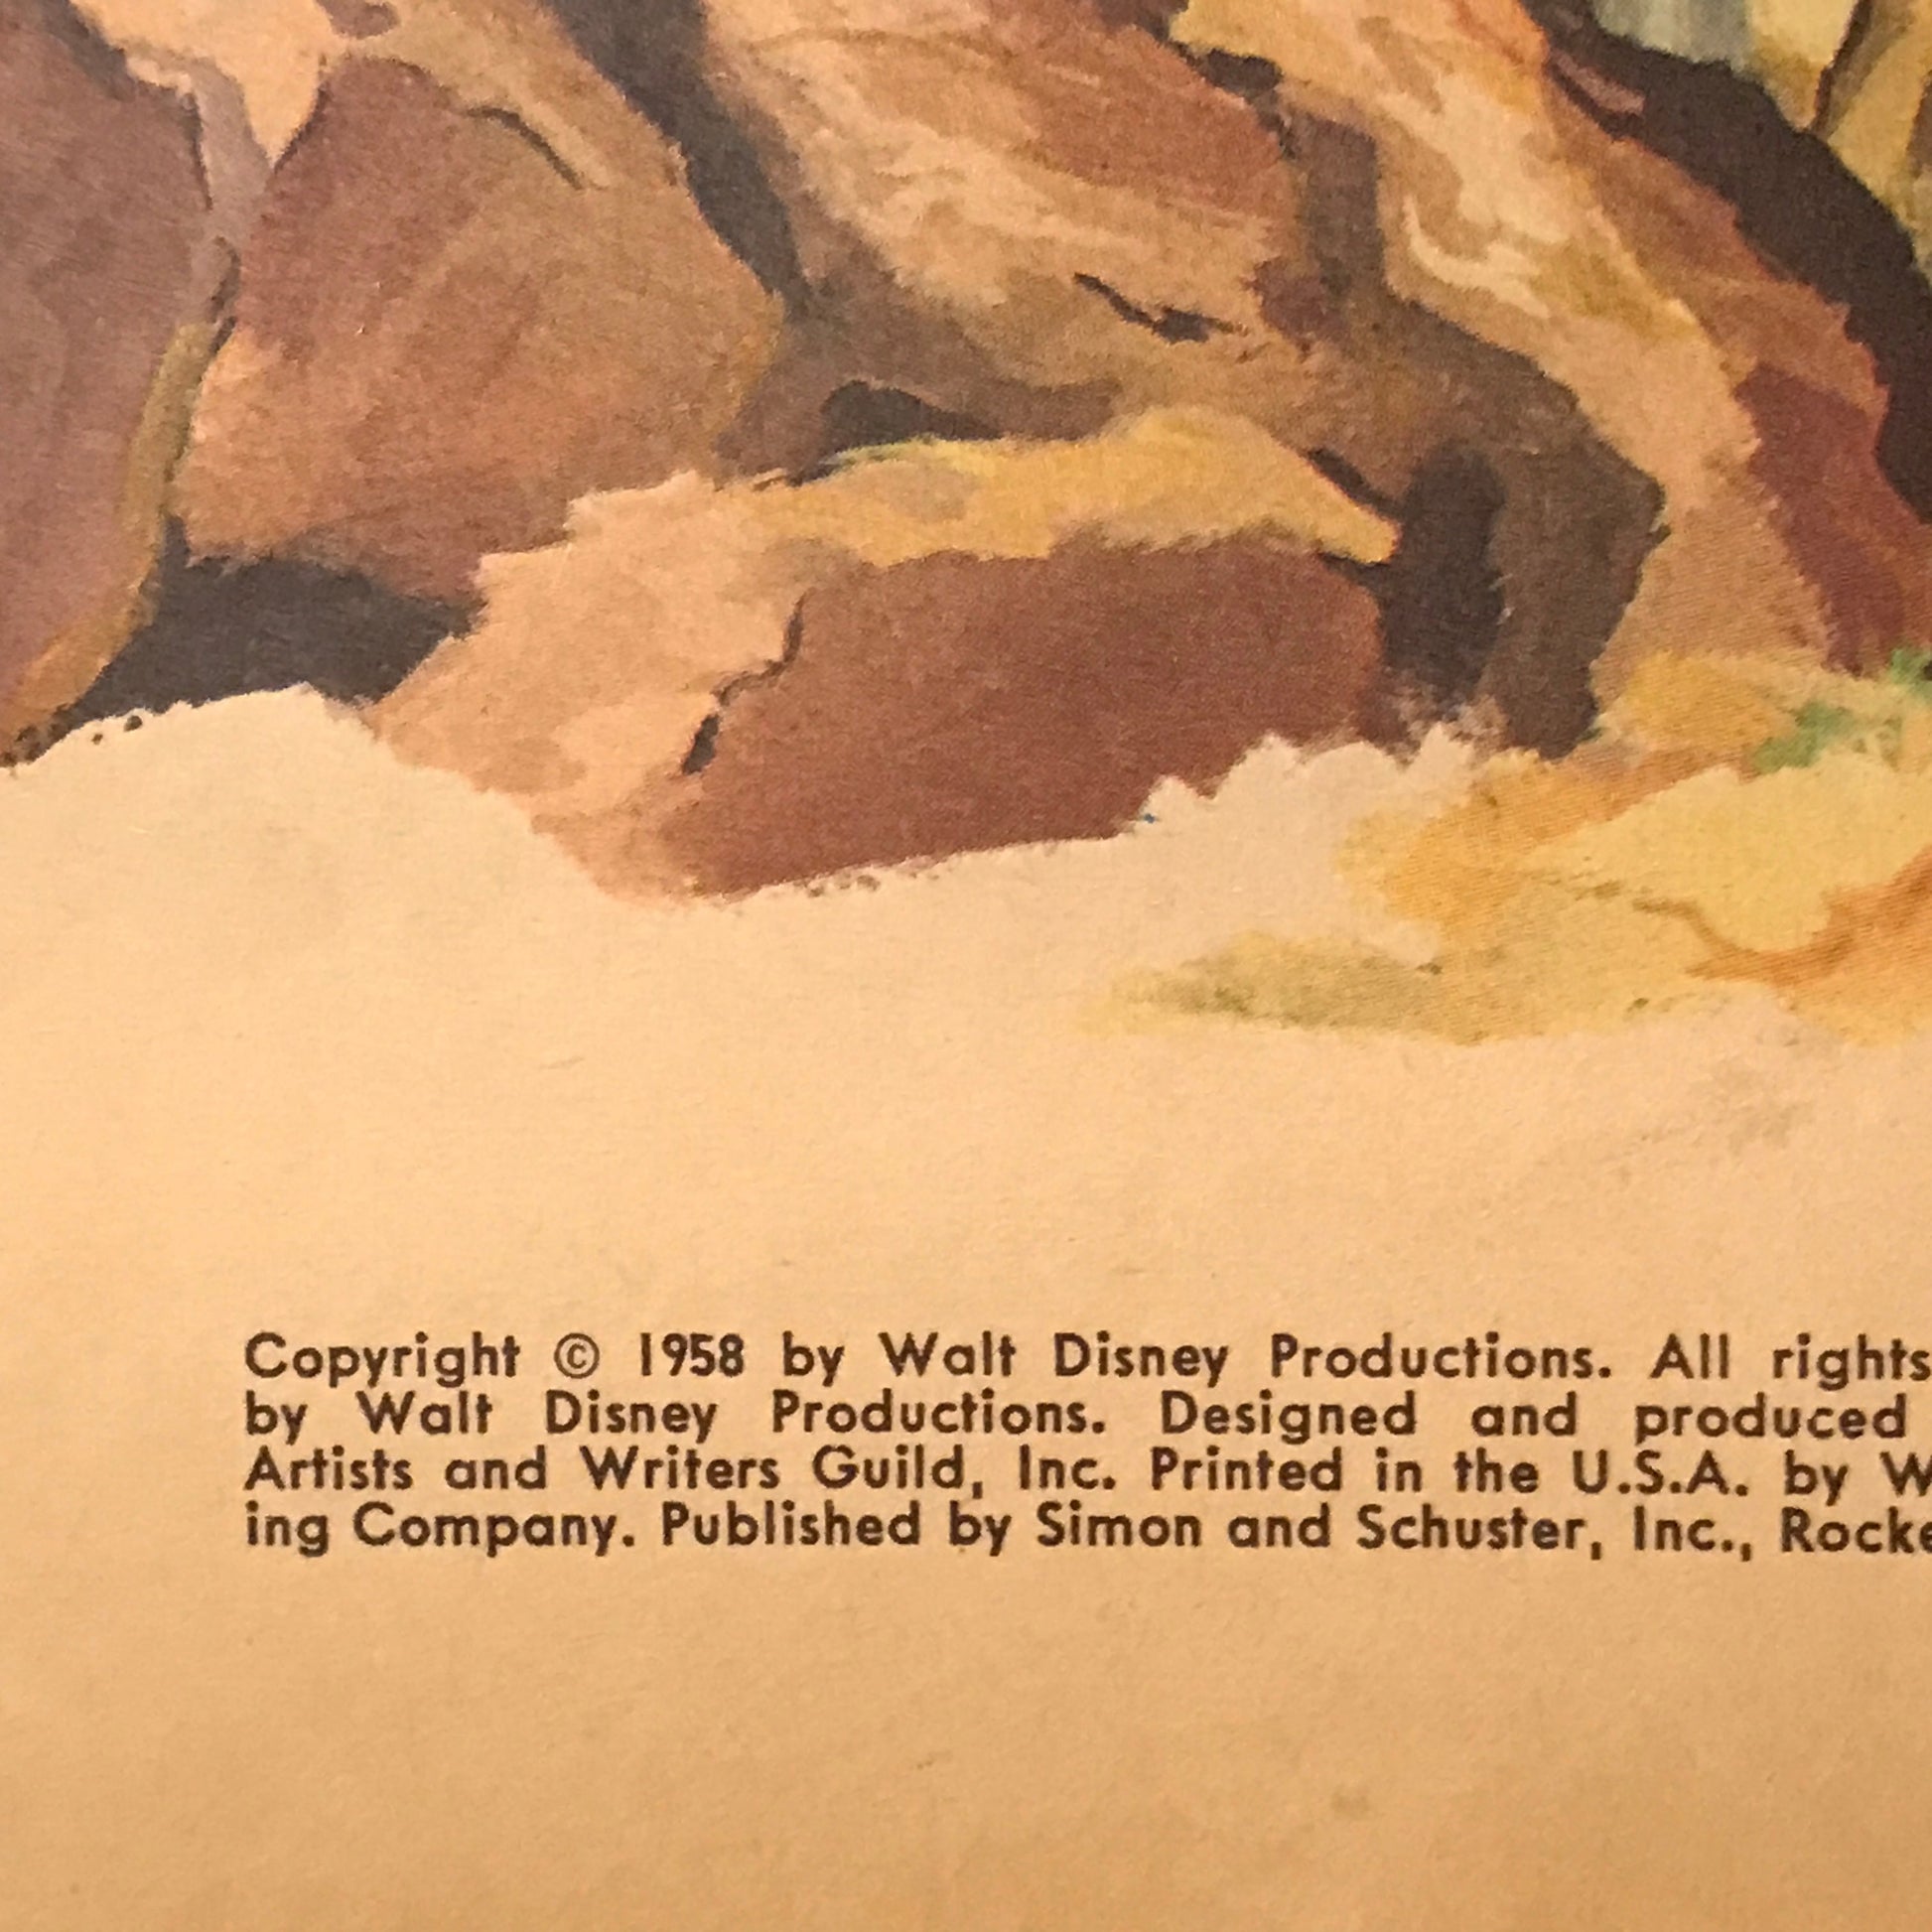 Copyright © 1958 by Walt Disney Productions. All rights
by Walt Disney Productions. Designed and produced
Artists and Writers Guild, Inc. Printed in the U.S.A. by
ing Company. Published by Simon and Schuster, Inc.,